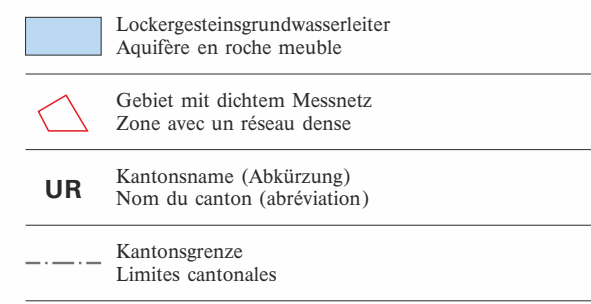 Lockergesteinsgrundwasserleiter
Aquifère en roche meuble
Gebiet mit dichtem Messnetz
Zone avec un réseau dense
UR
Kantonsname (Abkürzung)
Nom du canton (abréviation)
Kantonsgrenze
Limites cantonales